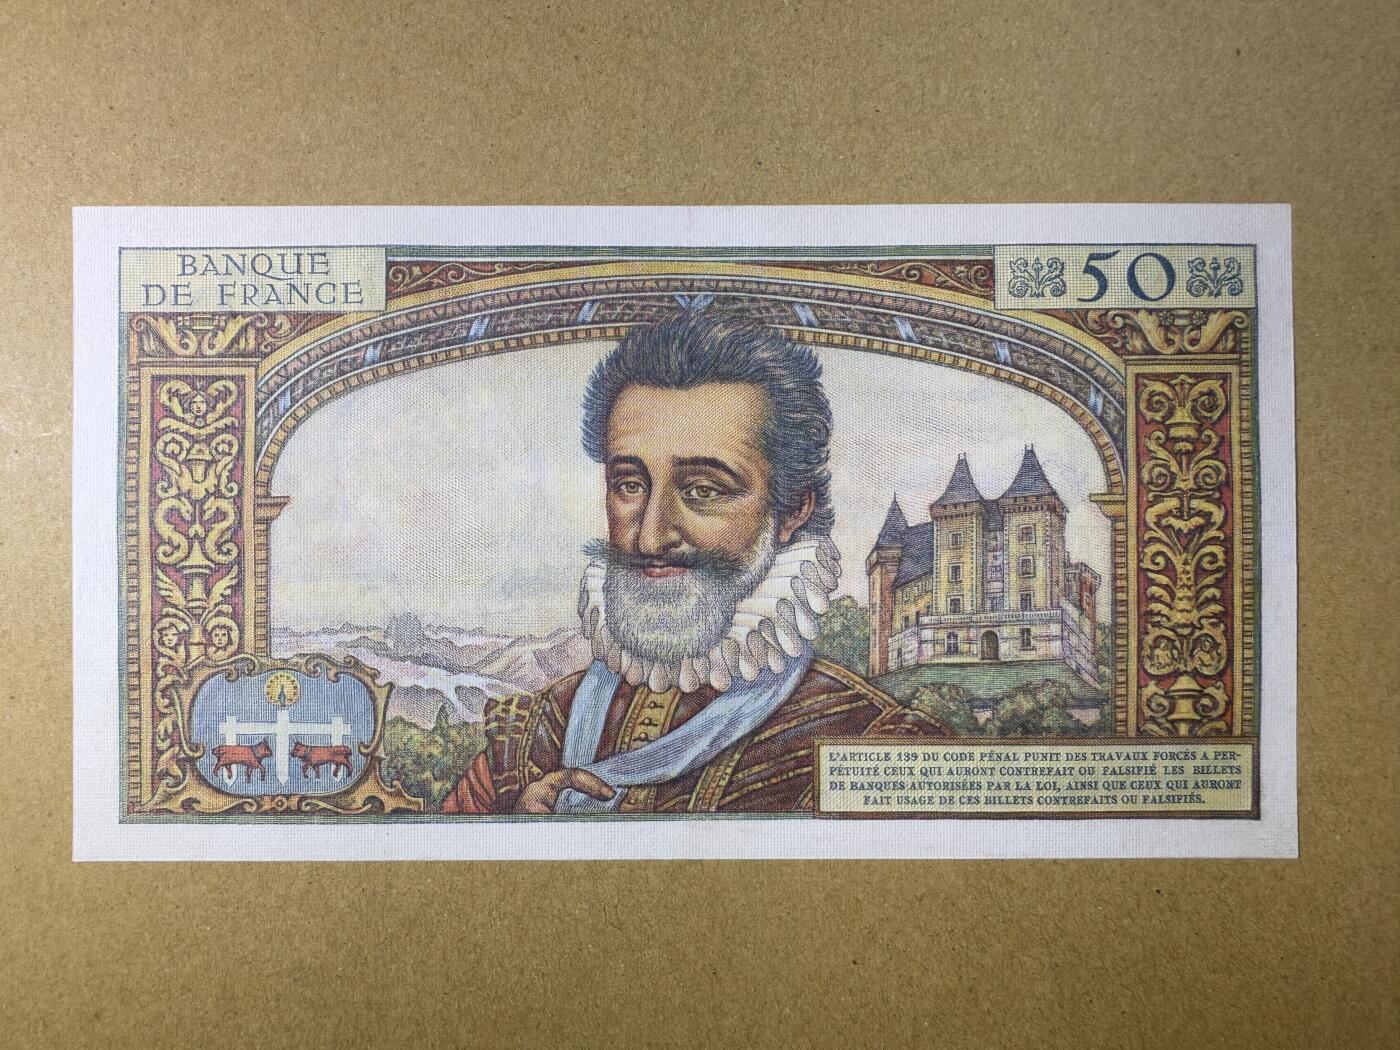 BANQUE
DE FRANCE
50
L'ARTICLE 139 DU CODE PÉNAL PUNIT DES TRAVAUX FORCÉS A PER-
PÉTUITÉ CEUX QUI AURONT CONTREFAIT OU FALSIFIÉ LES BILLETS
DE BANQUES AUTORISÉES PAR LA LOI, AINSI QUE CEUX QUI AURONT
FAIT USAGE DE CES BILLETS CONTREFAITS OU FALSIFIÉS.